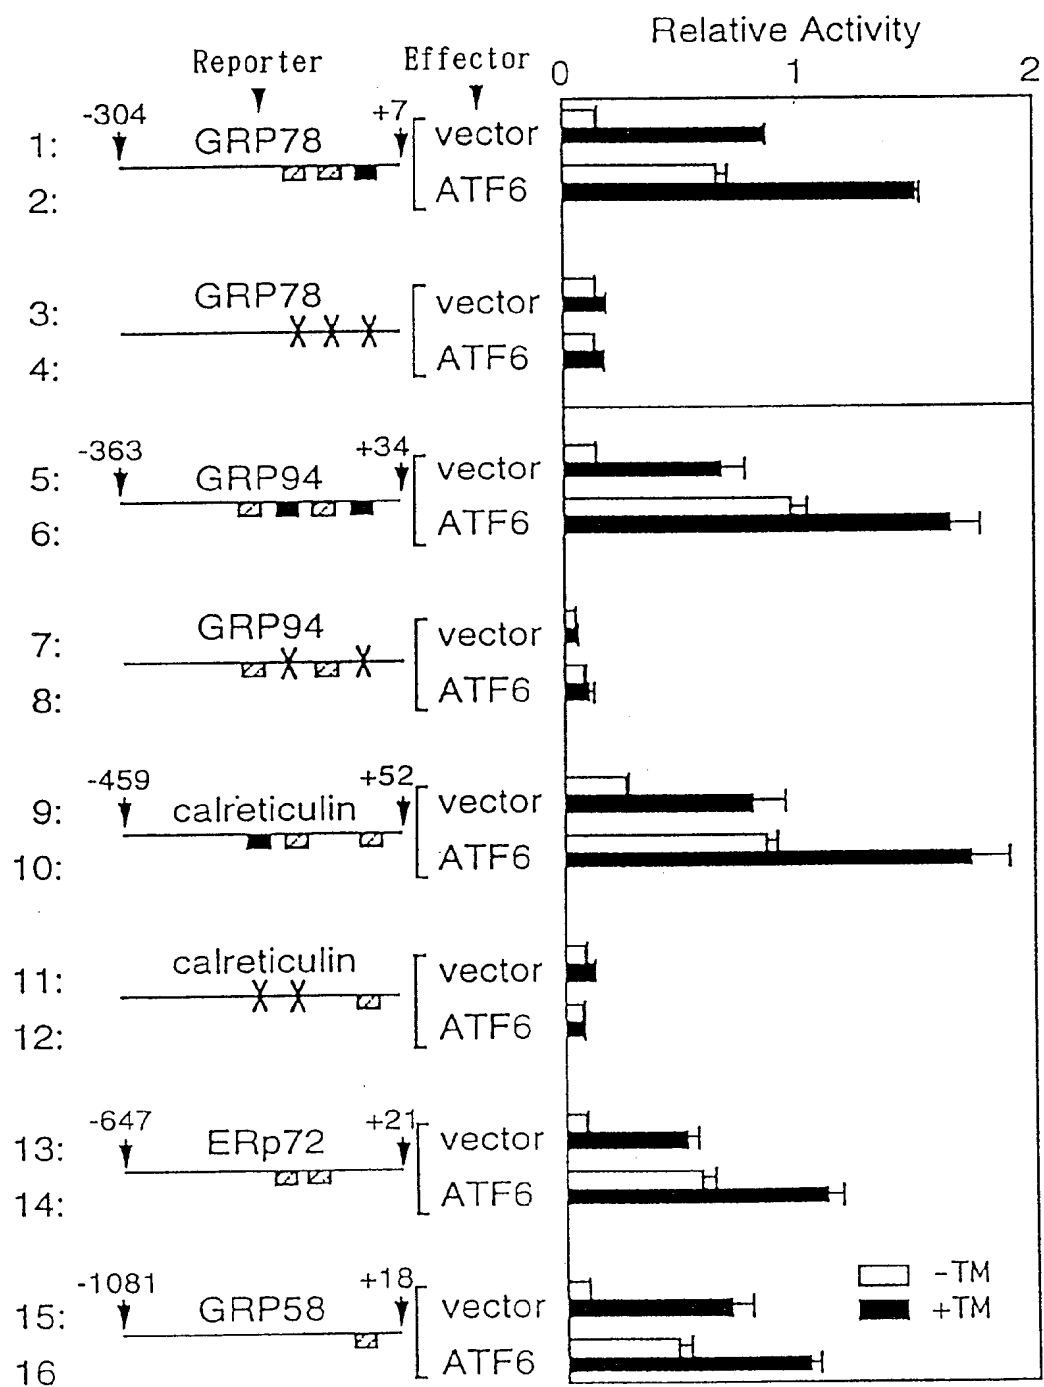 Relative Activity
Reporter Effector 0 1 2
-304 +7
1: GRP78 vector
2: ATF6
3: GRP78 vector
4: ATF6
-363 +34
5: GRP94 vector
6: ATF6
7: GRP94 vector
8: ATF6
-459 +52
9: calreticulin vector
10: ATF6
11: calreticulin vector
12: ATF6
-647 +21
13: ERp72 vector
14: ATF6
-1081 +18
-TM
15: GRP58 vector
+TM
16 ATF6